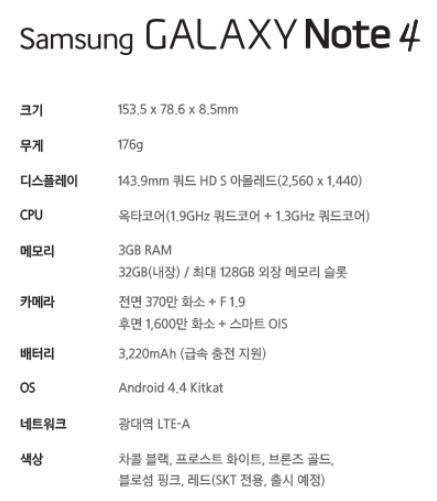 Samsung GALAXY Note 4
크기 153.5 x 78.6 x 8.5mm
무게 176g
디스플레이 143.9mm 쿼드 HD S 아몰레드(2,560 x 1,440)
CPU 옥타코어(1.9GHz 쿼드코어 + 1.3GHz 쿼드코어)
메모리 3GB RAM
32GB(내장) / 최대 128GB 외장 메모리 슬롯
카메라 전면 370만 화소 + F 1.9
후면 1,600만 화소 + 스마트 OIS
배터리 3,220mAh (급속 충전 지원)
OS Android 4.4 Kitkat
네트워크 광대역 LTE-A
색상 차콜 블랙, 프로스트 화이트, 브론즈 골드,
블로섬 핑크, 레드(SKT 전용, 출시 예정)